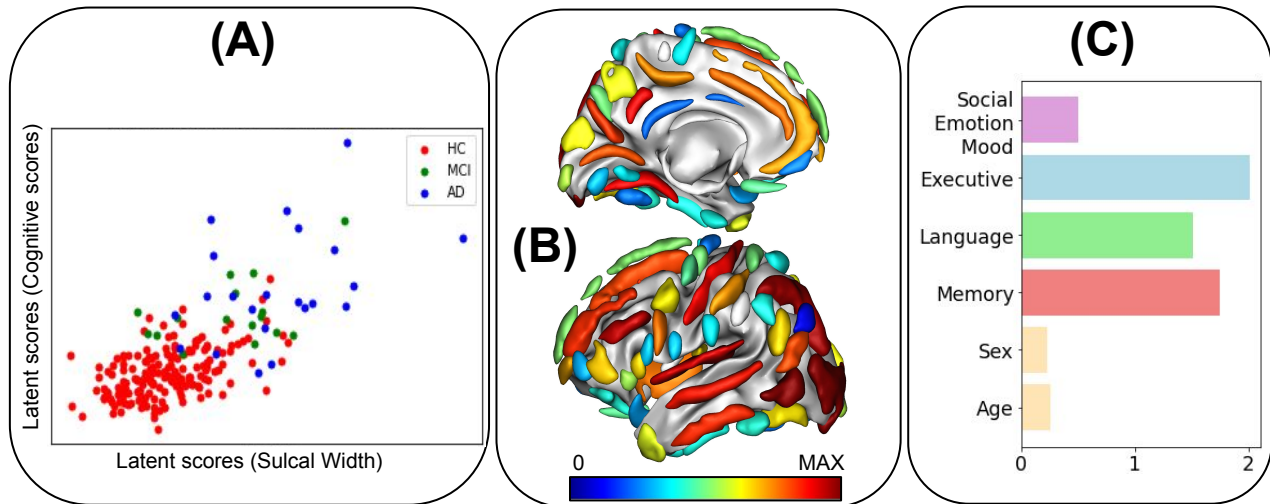 (A)
Latent scores (Cognitive scores)
HC
MCI
AD
Latent scores (Sulcal Width)
(B)
0
MAX
(C)
Social
Emotion
Mood
Executive
Language
Memory
Sex
Age
0
1
2